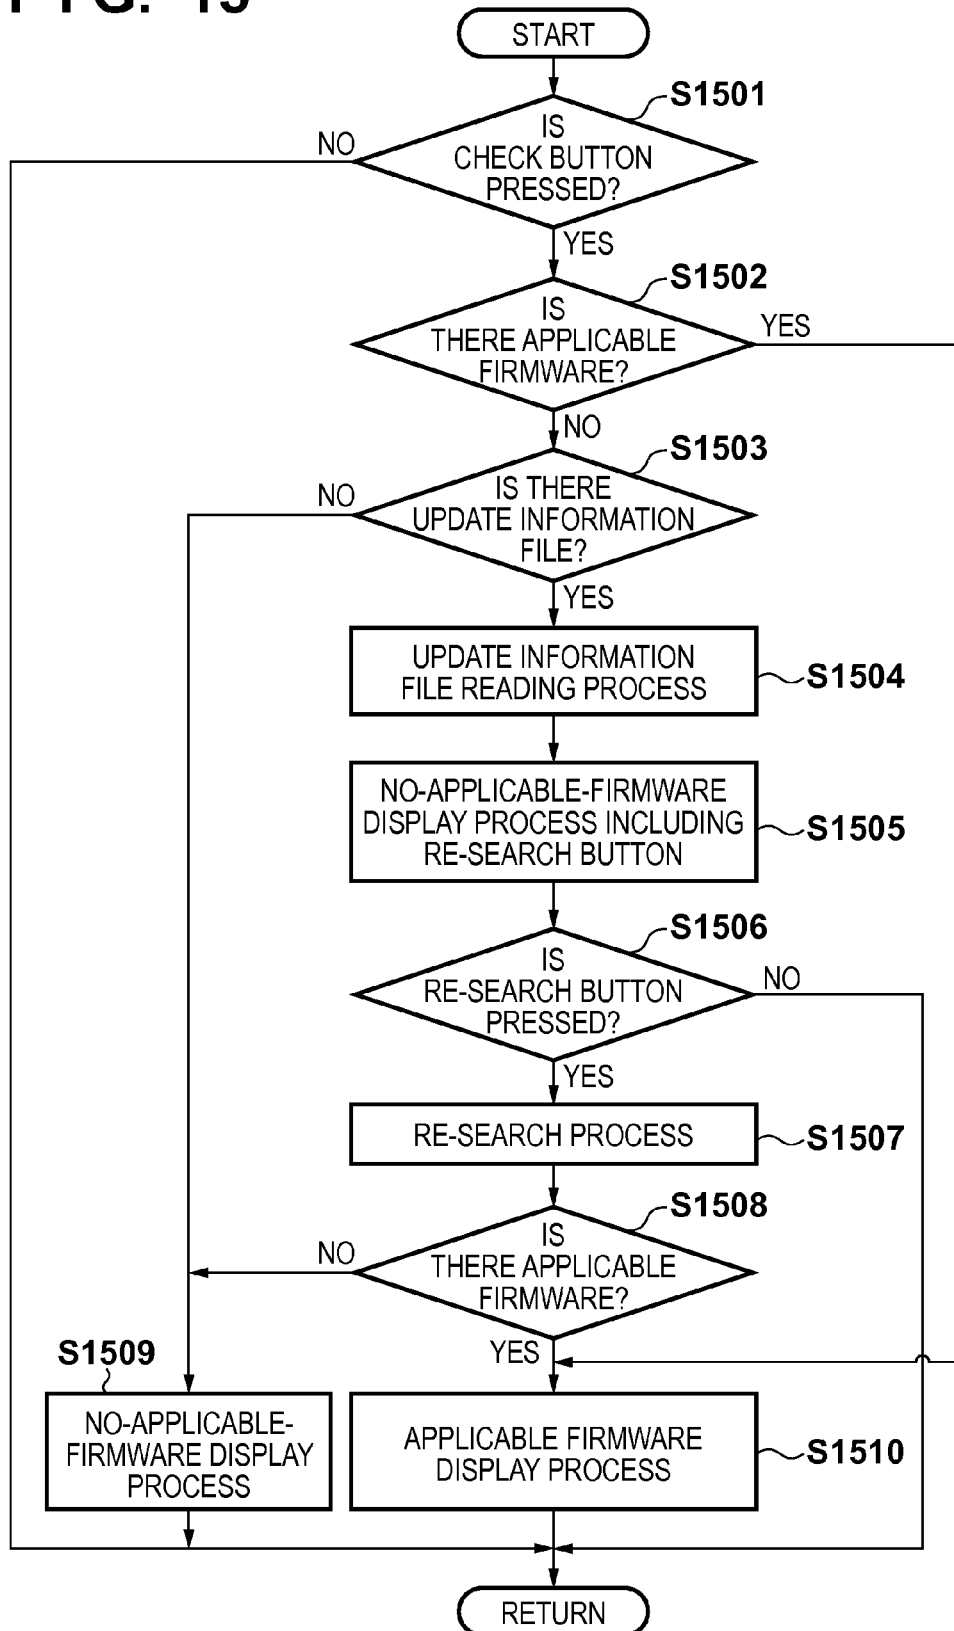 FIG. 15
START
S1501
IS
CHECK BUTTON
PRESSED?
NO
YES
S1502
IS
THERE APPLICABLE
FIRMWARE?
YES
NO
S1503
IS THERE
UPDATE INFORMATION
FILE?
NO
YES
UPDATE INFORMATION
FILE READING PROCESS
S1504
NO-APPLICABLE-FIRMWARE
DISPLAY PROCESS INCLUDING
RE-SEARCH BUTTON
S1505
S1506
IS
RE-SEARCH BUTTON
PRESSED?
NO
YES
RE-SEARCH PROCESS
S1507
S1508
IS
THERE APPLICABLE
FIRMWARE?
NO
YES
S1509
NO-APPLICABLE-
FIRMWARE DISPLAY
PROCESS
APPLICABLE FIRMWARE
DISPLAY PROCESS
S1510
RETURN